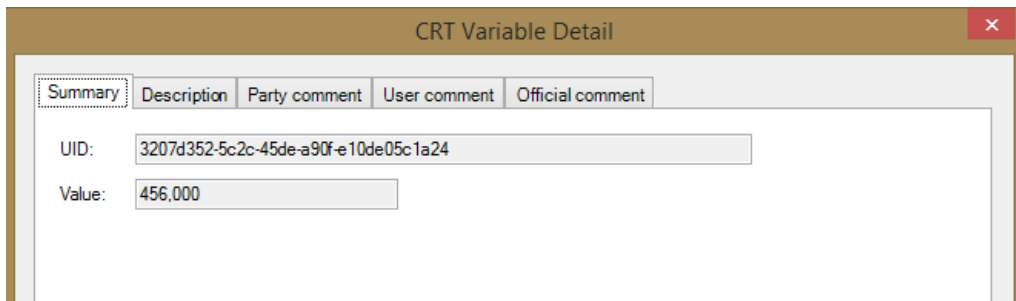 CRT Variable Detail
Summary Description Party comment User comment Official comment
UID: 3207d352-5c2c-45de-a90f-e10de05c1a24
Value: 456,000